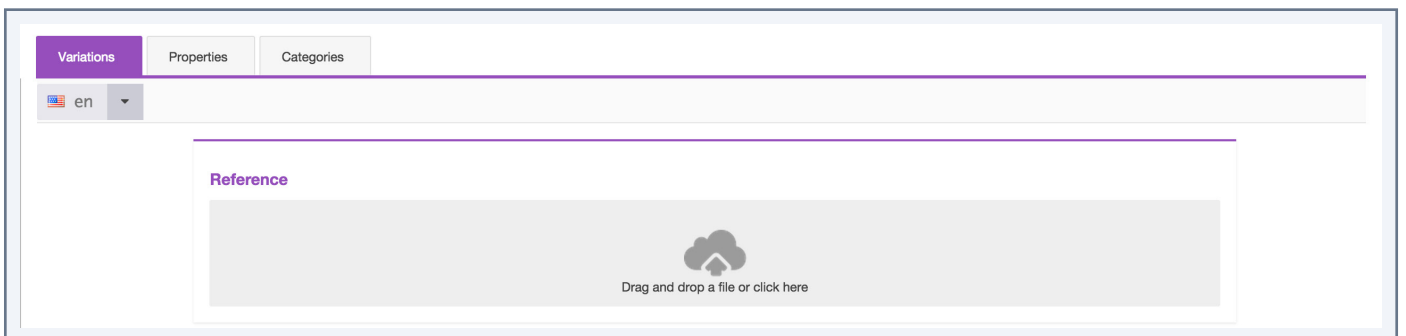 Variations Properties Categories
en
Reference
Drag and drop a file or click here